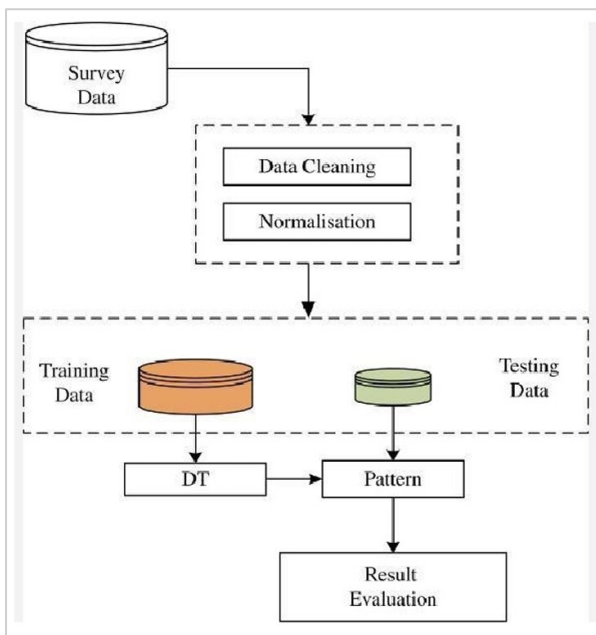 Survey
Data
Data Cleaning
Normalisation
Training
Data
Testing
Data
DT
Pattern
Result
Evaluation